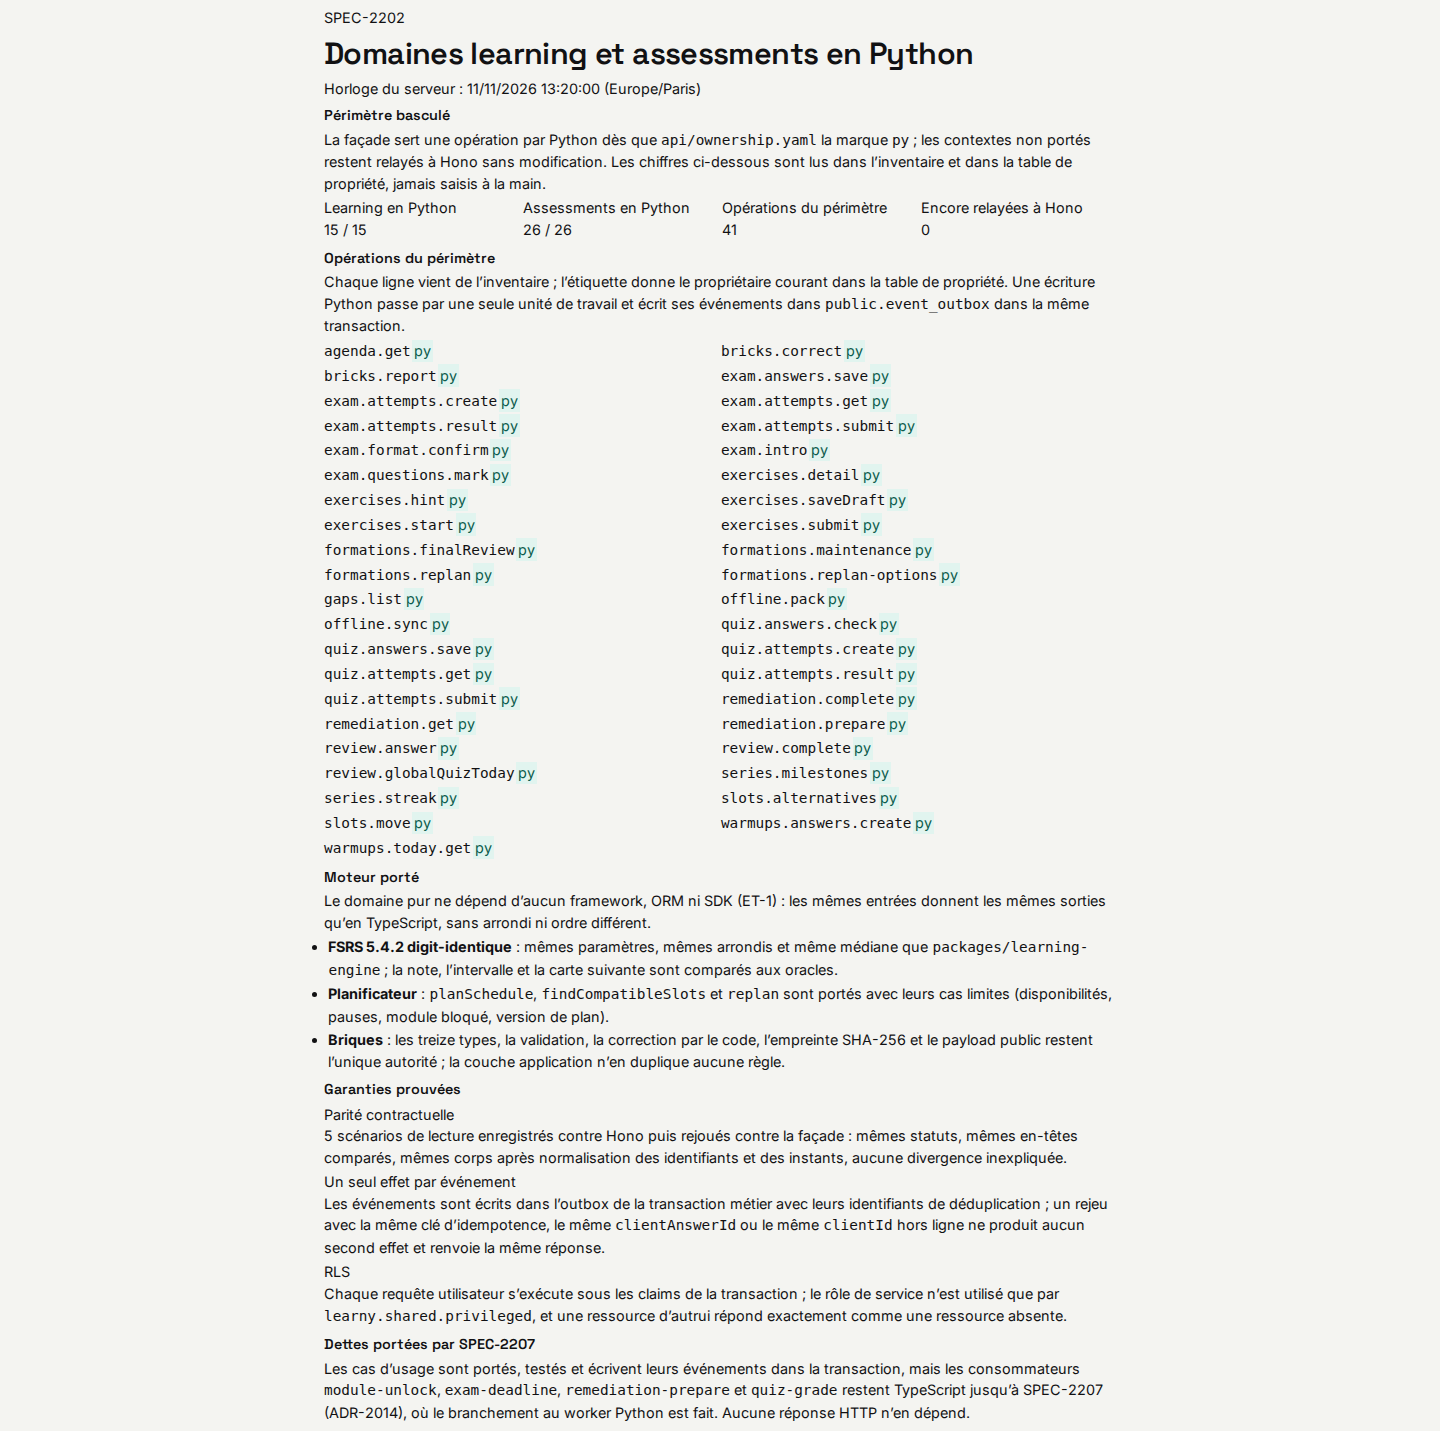 SPEC-2202
Domaines learning et assessments en Python
Horloge du serveur : 11/11/2026 13:20:00 (Europe/Paris)
Périmètre basculé
La façade sert une opération par Python dès que api/ownership.yaml la marque py ; les contextes non portés
restent relayés à Hono sans modification. Les chiffres ci-dessous sont lus dans l’inventaire et dans la table de
propriété, jamais saisis à la main.
Learning en Python Assessments en Python Opérations du périmètre Encore relayées à Hono
15 / 15 26 / 26 41 0
Opérations du périmètre
Chaque ligne vient de l’inventaire ; l’étiquette donne le propriétaire courant dans la table de propriété. Une écriture
Python passe par une seule unité de travail et écrit ses événements dans public.event_outbox dans la même
transaction.
agenda.get py bricks.correct py
bricks.report py exam.answers.save py
exam.attempts.create py exam.attempts.get py
exam.attempts.result py exam.attempts.submit py
exam.format.confirm py exam.intro py
exam.questions.mark py exercises.detail py
exercises.hint py exercises.saveDraft py
exercises.start py exercises.submit py
formations.finalReview py formations.maintenance py
formations.replan py formations.replan-options py
gaps.list py offline.pack py
offline.sync py quiz.answers.check py
quiz.answers.save py quiz.attempts.create py
quiz.attempts.get py quiz.attempts.result py
quiz.attempts.submit py remediation.complete py
remediation.get py remediation.prepare py
review.answer py review.complete py
review.globalQuizToday py series.milestones py
series.streak py slots.alternatives py
slots.move py warmups.answers.create py
warmups.today.get py
Moteur porté
Le domaine pur ne dépend d’aucun framework, ORM ni SDK (ET-1) : les mêmes entrées donnent les mêmes sorties
qu’en TypeScript, sans arrondi ni ordre différent.
• FSRS 5.4.2 digit-identique : mêmes paramètres, mêmes arrondis et même médiane que packages/learning-
engine ; la note, l’intervalle et la carte suivante sont comparés aux oracles.
• Planificateur : planSchedule, findCompatibleSlots et replan sont portés avec leurs cas limites (disponibilités,
pauses, module bloqué, version de plan).
• Briques : les treize types, la validation, la correction par le code, l’empreinte SHA-256 et le payload public restent
l’unique autorité ; la couche application n’en duplique aucune règle.
Garanties prouvées
Parité contractuelle
5 scénarios de lecture enregistrés contre Hono puis rejoués contre la façade : mêmes statuts, mêmes en-têtes
comparés, mêmes corps après normalisation des identifiants et des instants, aucune divergence inexpliquée.
Un seul effet par événement
Les événements sont écrits dans l’outbox de la transaction métier avec leurs identifiants de déduplication ; un rejeu
avec la même clé d’idempotence, le même clientAnswerId ou le même clientId hors ligne ne produit aucun
second effet et renvoie la même réponse.
RLS
Chaque requête utilisateur s’exécute sous les claims de la transaction ; le rôle de service n’est utilisé que par
learny.shared.privileged, et une ressource d’autrui répond exactement comme une ressource absente.
Dettes portées par SPEC-2207
Les cas d’usage sont portés, testés et écrivent leurs événements dans la transaction, mais les consommateurs
module-unlock, exam-deadline, remediation-prepare et quiz-grade restent TypeScript jusqu’à SPEC-2207
(ADR-2014), où le branchement au worker Python est fait. Aucune réponse HTTP n’en dépend.